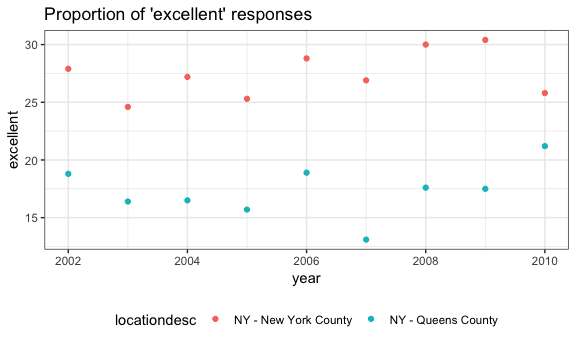 Proportion of 'excellent' responses
30
25
20
15
excellent
2002 2004 2006 2008 2010
year
locationdesc NY - New York County NY - Queens County